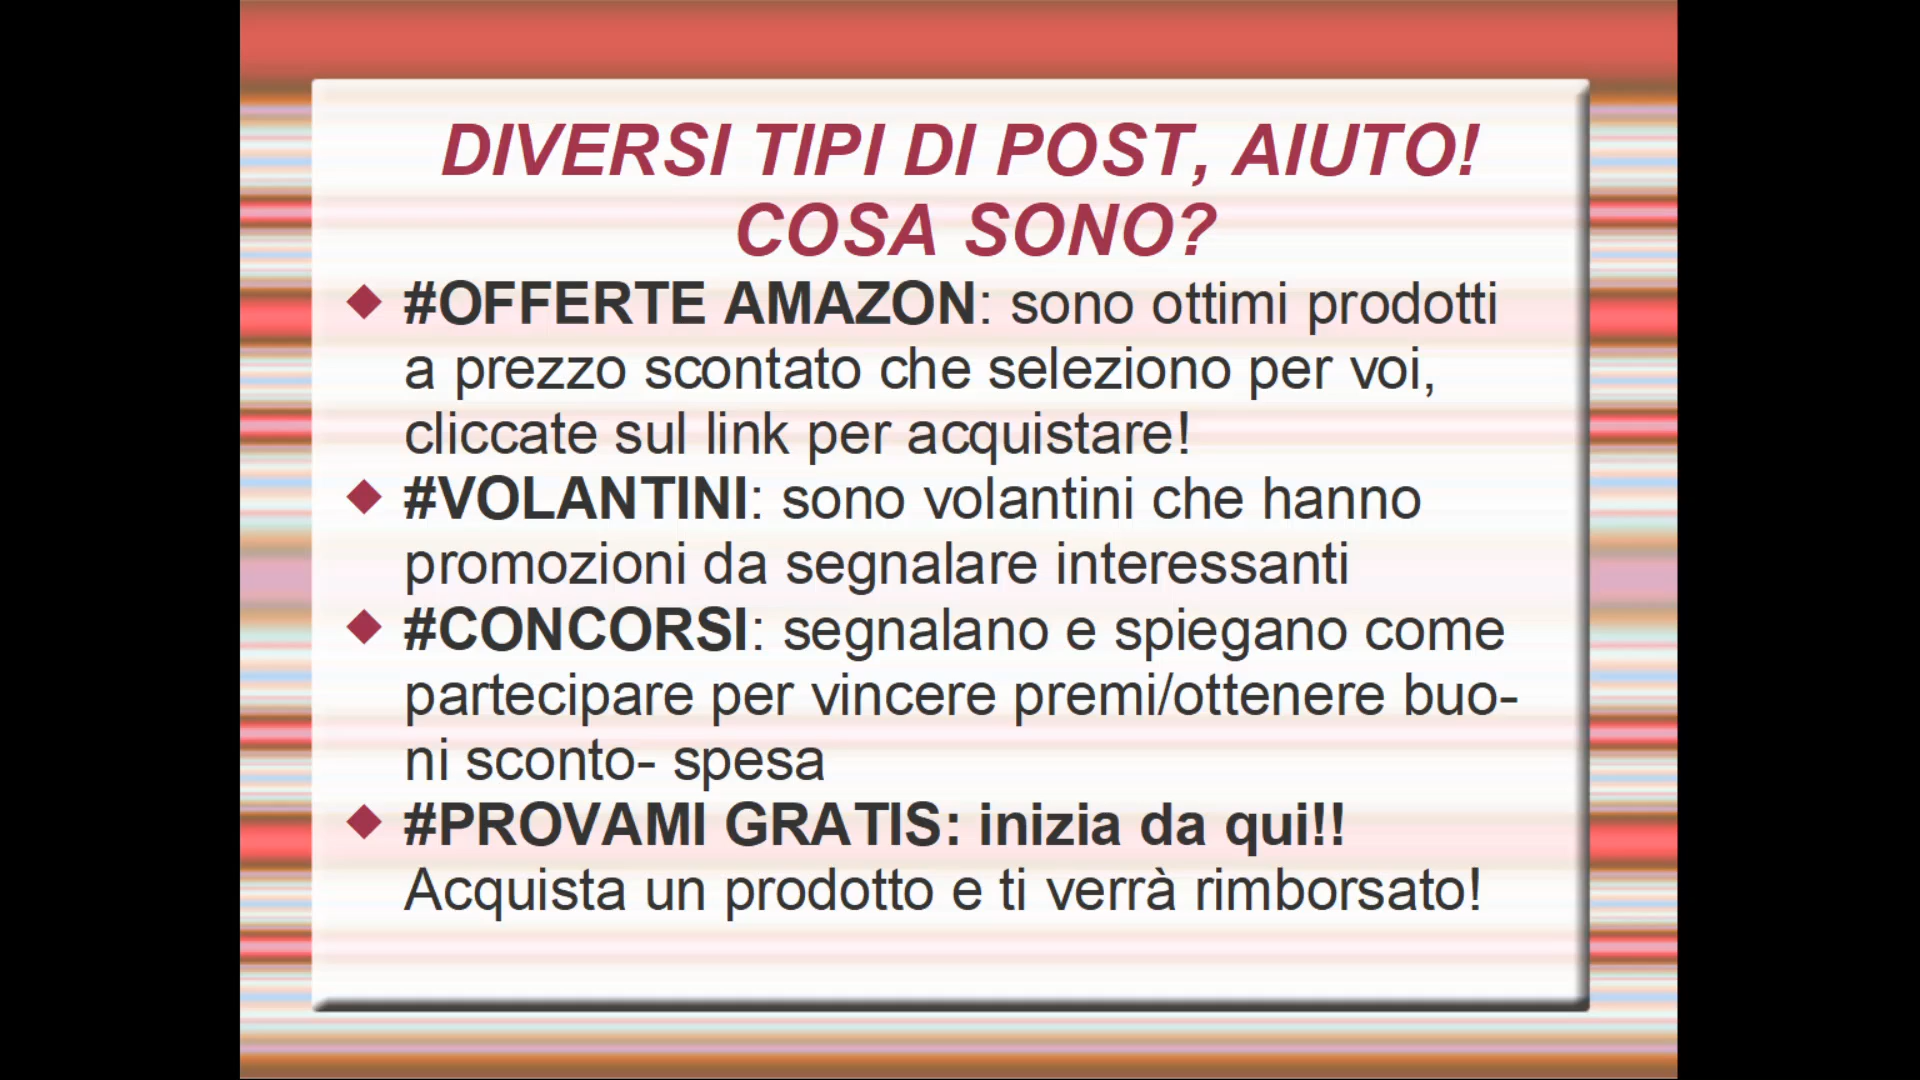 DIVERSI TIPI DI POST, AIUTO!
COSA SONO?
#OFFERTE AMAZON: sono ottimi prodotti
a prezzo scontato che seleziono per voi,
cliccate sul link per acquistare!
#VOLANTINI: sono volantini che hanno
promozioni da segnalare interessanti
#CONCORSI: segnalano e spiegano come
partecipare per vincere premi/ottenere buo-
ni sconto- spesa
#PROVAMI GRATIS: inizia da qui!!
Acquista un prodotto e ti verrà rimborsato!